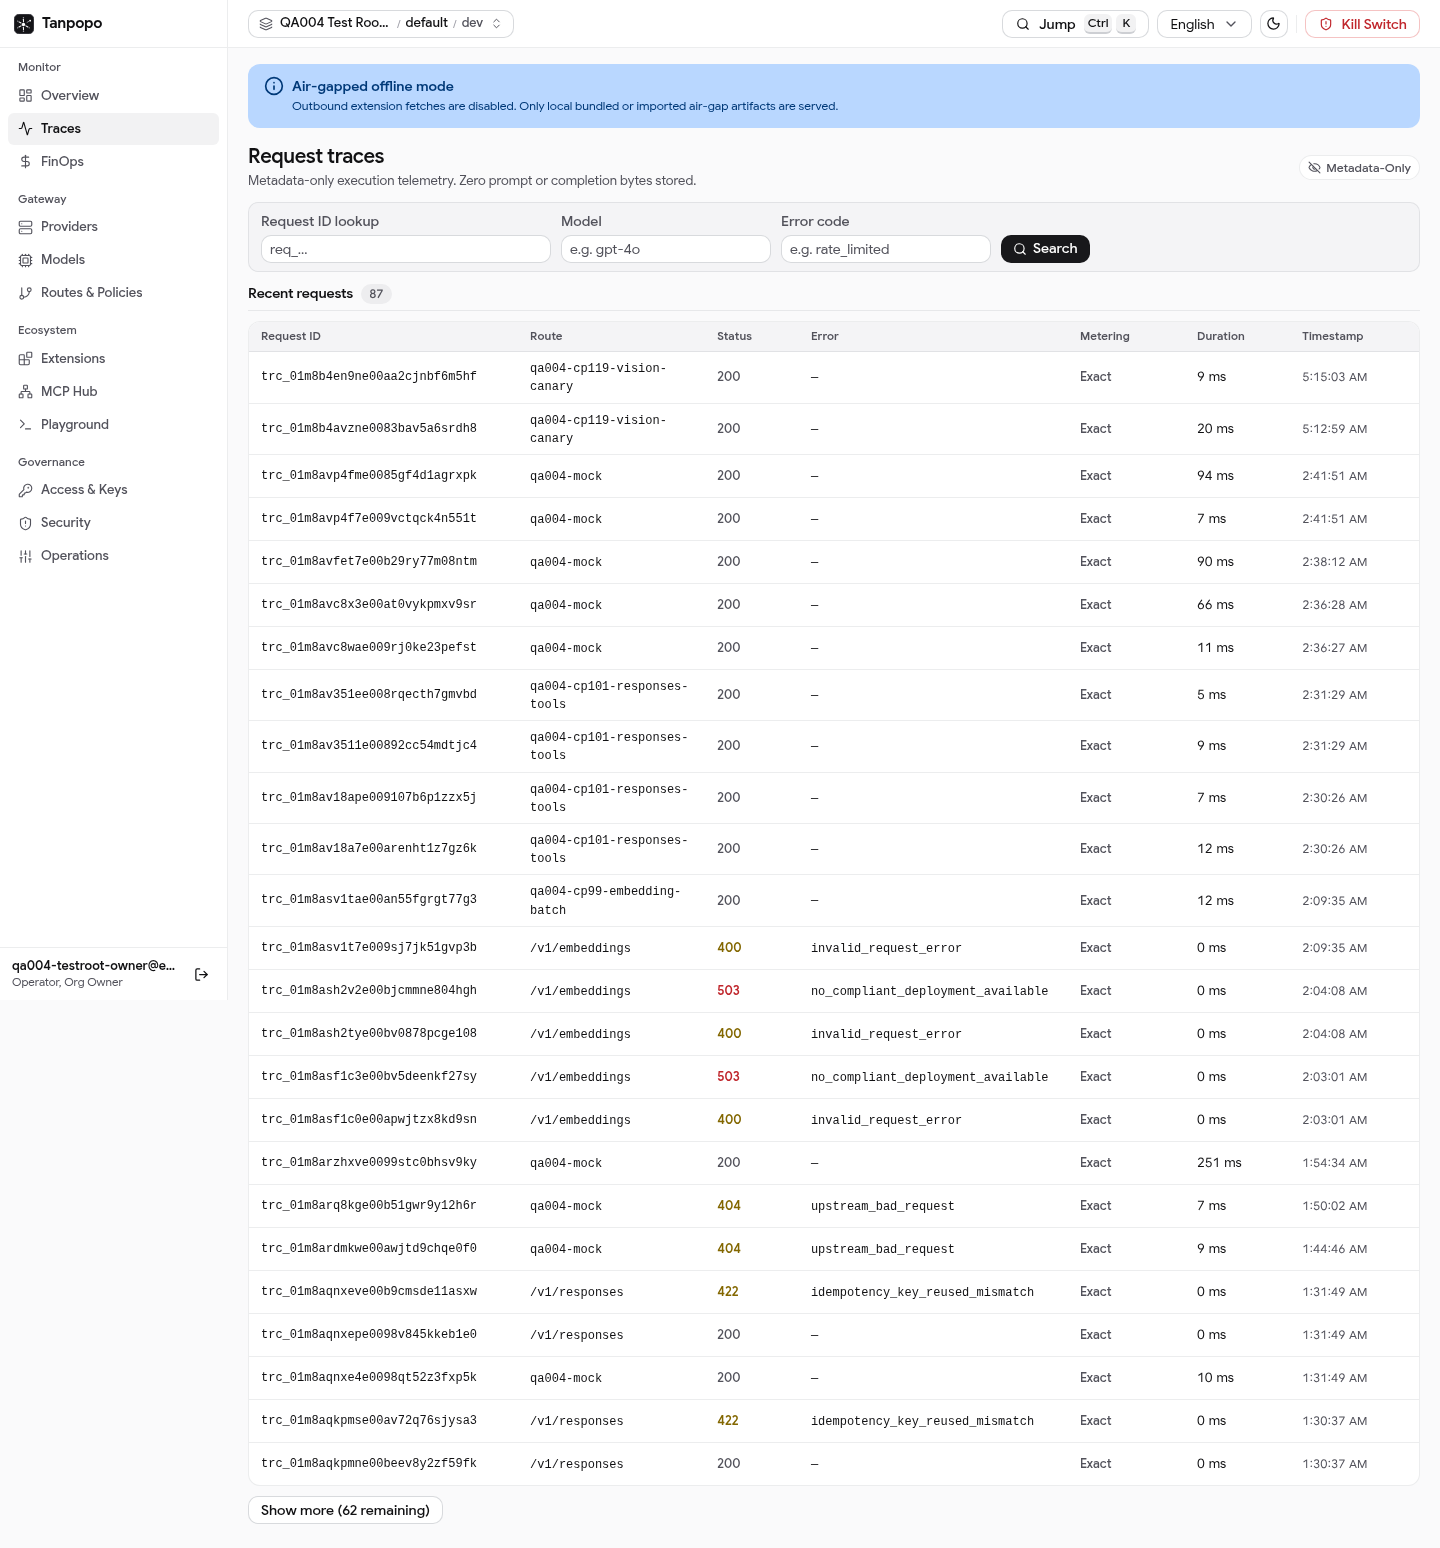 Tanpopo
QA004 Test Roo... / default / dev
Jump Ctrl K
English
Kill Switch
Monitor
Overview
Traces
FinOps
Gateway
Providers
Models
Routes & Policies
Ecosystem
Extensions
MCP Hub
Playground
Governance
Access & Keys
Security
Operations
qa004-testroot-owner@e...
Operator, Org Owner
Air-gapped offline mode
Outbound extension fetches are disabled. Only local bundled or imported air-gap artifacts are served.
Request traces
Metadata-only execution telemetry. Zero prompt or completion bytes stored.
Metadata-Only
Request ID lookup Model Error code
req_... e.g. gpt-4o e.g. rate_limited Search
Recent requests 87
Request ID Route Status Error Metering Duration Timestamp
trc_01m8b4en9ne00aa2cjnbf6m5hf qa004-cp119-vision-canary 200 — Exact 9 ms 5:15:03 AM
trc_01m8b4avzne0083bav5a6srdh8 qa004-cp119-vision-canary 200 — Exact 20 ms 5:12:59 AM
trc_01m8avp4fme0085gf4d1agrxpk qa004-mock 200 — Exact 94 ms 2:41:51 AM
trc_01m8avp4f7e009vctqck4n551t qa004-mock 200 — Exact 7 ms 2:41:51 AM
trc_01m8avfet7e00b29ry77m08ntm qa004-mock 200 — Exact 90 ms 2:38:12 AM
trc_01m8avc8x3e00at0vykpmxv9sr qa004-mock 200 — Exact 66 ms 2:36:28 AM
trc_01m8avc8wae009rj0ke23pefst qa004-mock 200 — Exact 11 ms 2:36:27 AM
trc_01m8av351ee008rqecth7gmvbd qa004-cp101-responses-tools 200 — Exact 5 ms 2:31:29 AM
trc_01m8av3511e00892cc54mdtjc4 qa004-cp101-responses-tools 200 — Exact 9 ms 2:31:29 AM
trc_01m8av18ape009107b6p1zzx5j qa004-cp101-responses-tools 200 — Exact 7 ms 2:30:26 AM
trc_01m8av18a7e00arenht1z7gz6k qa004-cp101-responses-tools 200 — Exact 12 ms 2:30:26 AM
trc_01m8asv1tae00an55fgrgt77g3 qa004-cp99-embedding-batch 200 — Exact 12 ms 2:09:35 AM
trc_01m8asv1t7e009sj7jk51gvp3b /v1/embeddings 400 invalid_request_error Exact 0 ms 2:09:35 AM
trc_01m8ash2v2e00bjcmmne804hgh /v1/embeddings 503 no_compliant_deployment_available Exact 0 ms 2:04:08 AM
trc_01m8ash2tye00bv0878pcge108 /v1/embeddings 400 invalid_request_error Exact 0 ms 2:04:08 AM
trc_01m8asf1c3e00bv5deenkf27sy /v1/embeddings 503 no_compliant_deployment_available Exact 0 ms 2:03:01 AM
trc_01m8asf1c0e00apwjtzx8kd9sn /v1/embeddings 400 invalid_request_error Exact 0 ms 2:03:01 AM
trc_01m8arzhxve0099stc0bhsv9ky qa004-mock 200 — Exact 251 ms 1:54:34 AM
trc_01m8arq8kge00b51gwr9y12h6r qa004-mock 404 upstream_bad_request Exact 7 ms 1:50:02 AM
trc_01m8ardmkwe00awjtd9chqe0f0 qa004-mock 404 upstream_bad_request Exact 9 ms 1:44:46 AM
trc_01m8aqnxeve00b9cmsde11asxw /v1/responses 422 idempotency_key_reused_mismatch Exact 0 ms 1:31:49 AM
trc_01m8aqnxepe0098v845kkeb1e0 /v1/responses 200 — Exact 0 ms 1:31:49 AM
trc_01m8aqnxe4e0098qt52z3fxp5k qa004-mock 200 — Exact 10 ms 1:31:49 AM
trc_01m8aqkpmse00av72q76sjysa3 /v1/responses 422 idempotency_key_reused_mismatch Exact 0 ms 1:30:37 AM
trc_01m8aqkpmne00beev8y2zf59fk /v1/responses 200 — Exact 0 ms 1:30:37 AM
Show more (62 remaining)